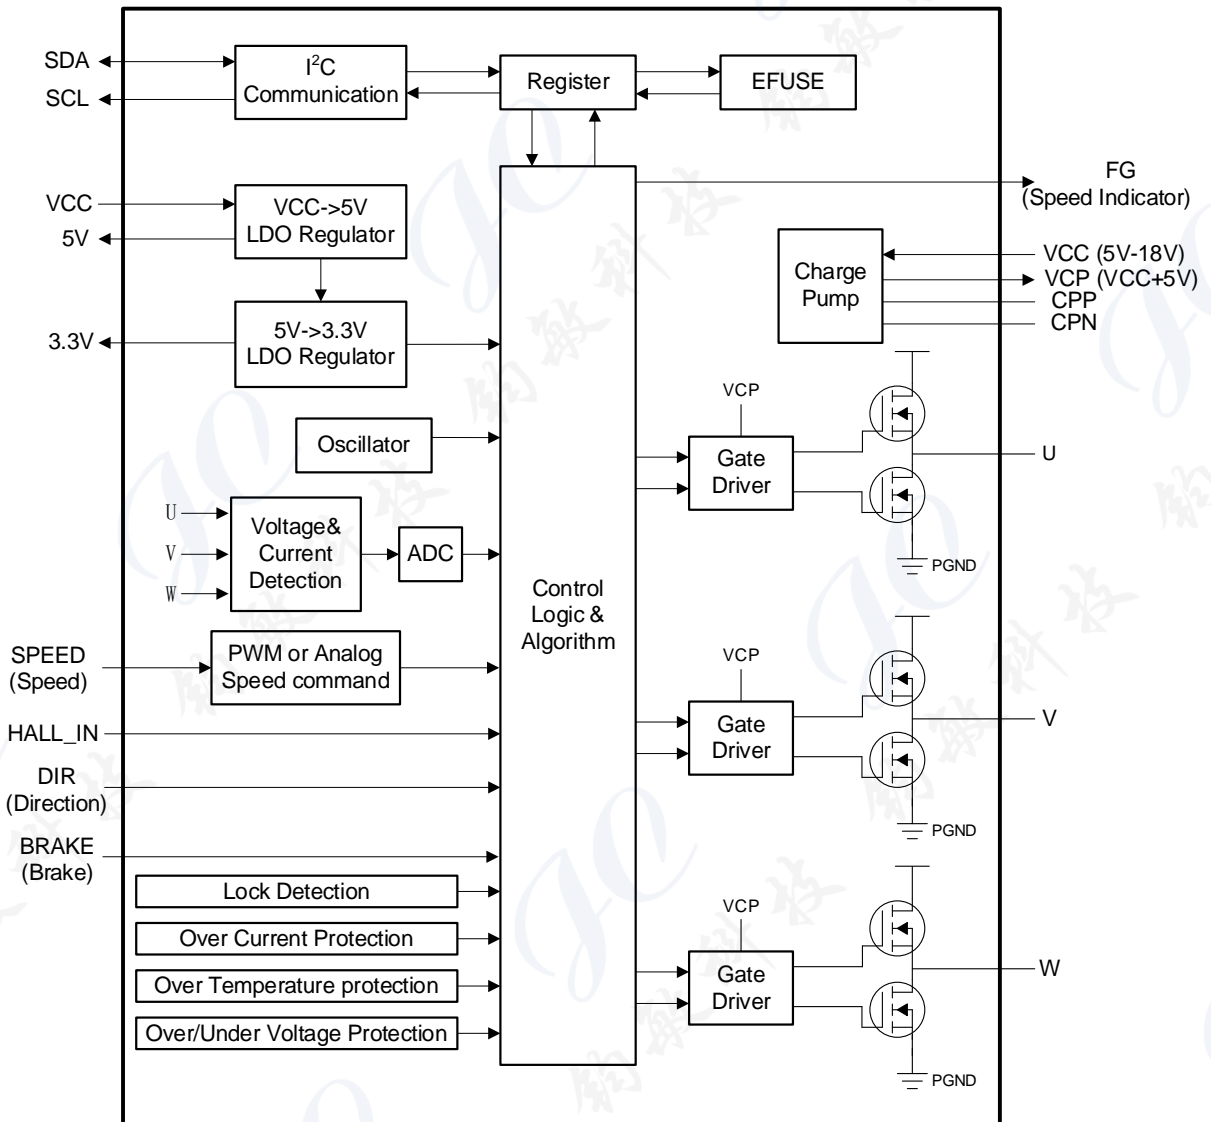 SDA
SCL
I²C
Communication
Register
EFUSE
VCC
5V
VCC->5V
LDO Regulator
3.3V
5V->3.3V
LDO Regulator
Oscillator
U
V
W
Voltage&
Current
Detection
ADC
SPEED
(Speed)
PWM or Analog
Speed command
HALL_IN
DIR
(Direction)
BRAKE
(Brake)
Lock Detection
Over Current Protection
Over Temperature protection
Over/Under Voltage Protection
Control
Logic &
Algorithm
FG
(Speed Indicator)
Charge
Pump
VCC (5V-18V)
VCP (VCC+5V)
CPP
CPN
VCP
Gate
Driver
U
PGND
VCP
Gate
Driver
V
PGND
VCP
Gate
Driver
W
PGND